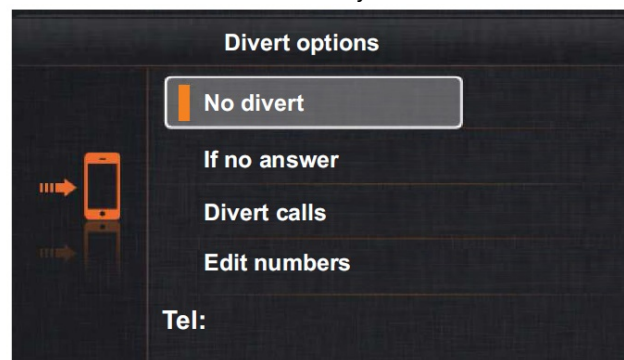 Divert options
No divert
If no answer
Divert calls
Edit numbers
Tel: